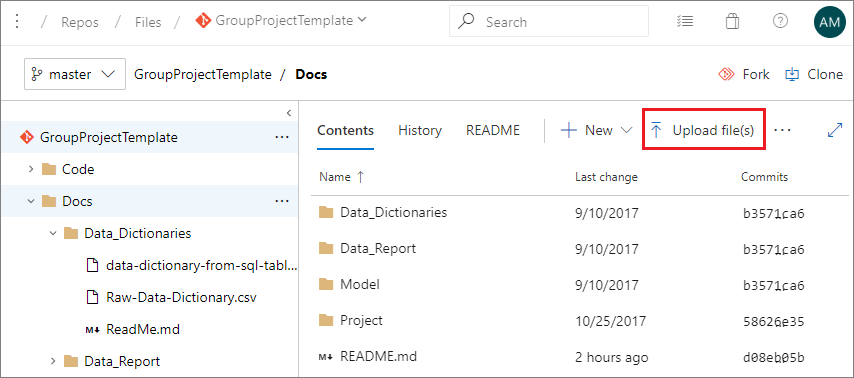 / Repos / Files / GroupProjectTemplate
Search
AM
master
GroupProjectTemplate / Docs
Fork
Clone
GroupProjectTemplate
Code
Docs
Data_Dictionaries
data-dictionary-from-sql-tabl...
Raw-Data-Dictionary.csv
ReadMe.md
Data_Report
Contents History README New Upload file(s)
Name ↑ Last change Commits
Data_Dictionaries 9/10/2017 b3571ca6
Data_Report 9/10/2017 b3571ca6
Model 9/10/2017 b3571ca6
Project 10/25/2017 58626e35
README.md 2 hours ago d08eb05b